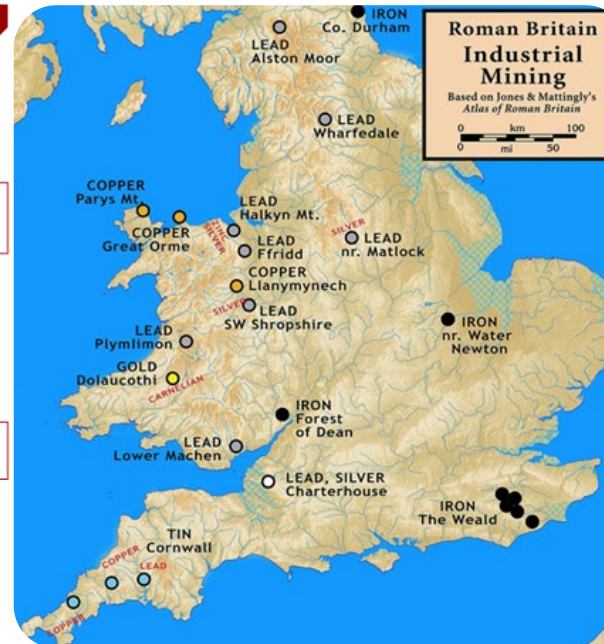 IRON
Co. Durham
Roman Britain
Industrial
Mining
Based on Jones & Mattingly's
Atlas of Roman Britain
0 km 100
0 mi 50
LEAD
Alston Moor
LEAD
Wharfedale
COPPER
Parys Mt.
COPPER
Great Orme
ZINC
SILVER
LEAD
Halkyn Mt.
LEAD
Ffridd
SILVER
LEAD
nr. Matlock
COPPER
Llanymynech
SILVER
LEAD
SW Shropshire
IRON
nr. Water
Newton
LEAD
Plymlimon
GOLD
Dolaucothi
CARNELIAN
IRON
Forest
of Dean
LEAD
Lower Machen
LEAD, SILVER
Charterhouse
IRON
The Weald
TIN
Cornwall
COPPER
LEAD
COPPER